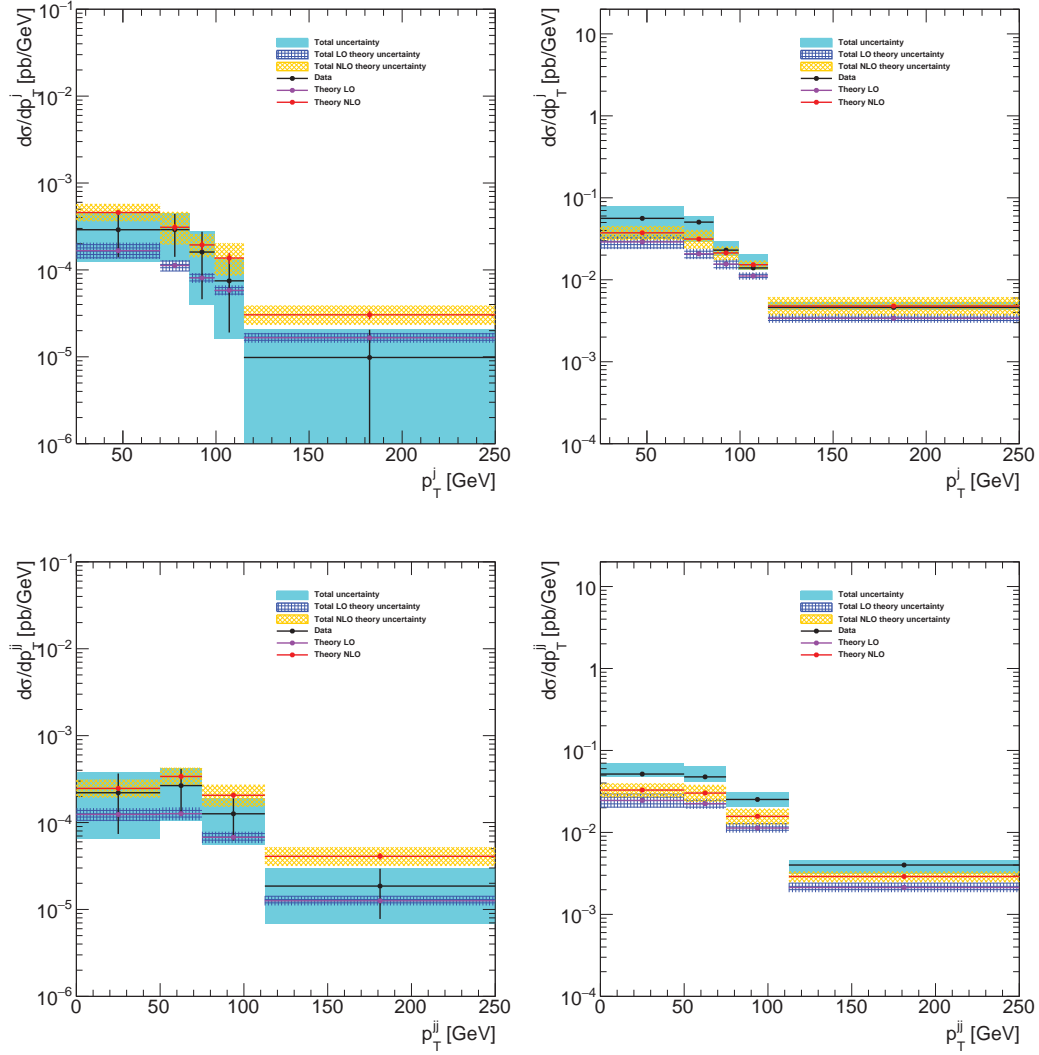 dσ/dp_T^j [pb/GeV]
10^−1
10^−2
10^−3
10^−4
10^−5
10^−6
Total uncertainty
Total LO theory uncertainty
Total NLO theory uncertainty
Data
Theory LO
Theory NLO
50 100 150 200 250
p_T^j [GeV]
dσ/dp_T^j [pb/GeV]
10
1
10^−1
10^−2
10^−3
10^−4
Total uncertainty
Total LO theory uncertainty
Total NLO theory uncertainty
Data
Theory LO
Theory NLO
50 100 150 200 250
p_T^j [GeV]
dσ/dp_T^jj [pb/GeV]
10^−1
10^−2
10^−3
10^−4
10^−5
10^−6
Total uncertainty
Total LO theory uncertainty
Total NLO theory uncertainty
Data
Theory LO
Theory NLO
0 50 100 150 200 250
p_T^jj [GeV]
dσ/dp_T^jj [pb/GeV]
10
1
10^−1
10^−2
10^−3
10^−4
Total uncertainty
Total LO theory uncertainty
Total NLO theory uncertainty
Data
Theory LO
Theory NLO
0 50 100 150 200 250
p_T^jj [GeV]